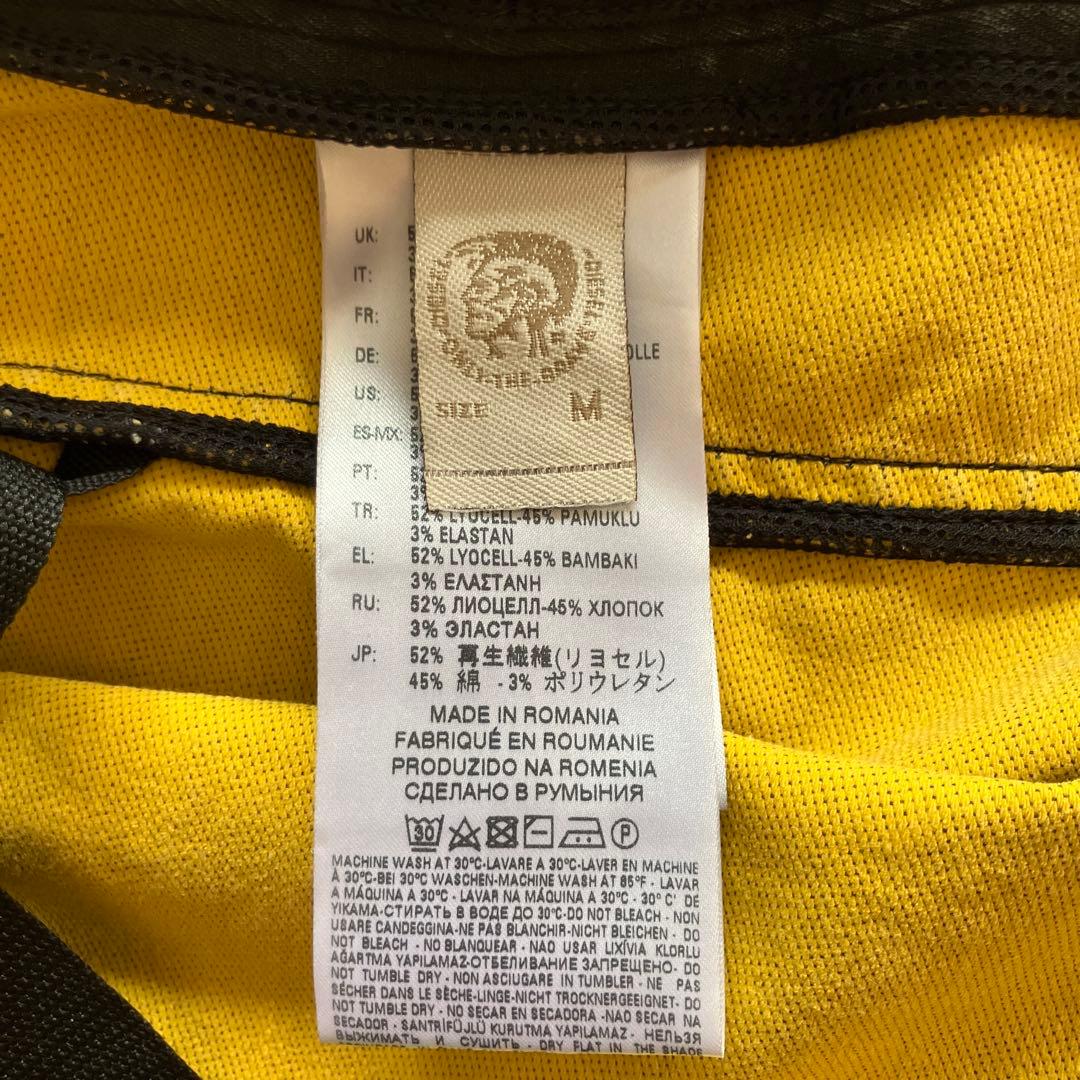 DIESEL
ONLY-THE-BRAVE
SIZE M
UK:
IT:
FR:
DE: OLLE
US:
ES-MX:
PT:
TR: 52% LYOCELL-45% PAMUKLU
3% ELASTAN
EL: 52% LYOCELL-45% BAMBAKI
3% ΕΛΑΣΤΑΝΗ
RU: 52% ЛИОЦЕЛЛ-45% ХЛОПОК
3% ЭЛАСТАН
JP: 52% 再生繊維(リヨセル)
45% 綿 - 3% ポリウレタン
MADE IN ROMANIA
FABRIQUÉ EN ROUMANIE
PRODUZIDO NA ROMENIA
СДЕЛАНО В РУМЫНИЯ
30 P
MACHINE WASH AT 30°C-LAVARE A 30°C-LAVER EN MACHINE
À 30°C-BEI 30°C WASCHEN-MACHINE WASH AT 85°F - LAVAR
A MÁQUINA A 30°C - LAVAR NA MÁQUINA A 30°C - 30° C' DE
YIKAMA-СТИРАТЬ В ВОДЕ ДО 30°C-DO NOT BLEACH - NON
USARE CANDEGGINA-NE PAS BLANCHIR-NICHT BLEICHEN - DO
NOT BLEACH - NO BLANQUEAR - NAO USAR LIXÍVIA KLORLU
AĞARTMA YAPILAMAZ-ОТБЕЛИВАНИЕ ЗАПРЕЩЕНО- DO
NOT TUMBLE DRY - NON ASCIUGARE IN TUMBLER - NE PAS
SÉCHER DANS LE SÈCHE-LINGE-NICHT TROCKNERGEEIGNET- DO
NOT TUMBLE DRY - NO SECAR EN SECADORA -NAO SECAR NA
SECADOR - SANTRİFÜJLÜ KURUTMA YAPILAMAZ - НЕЛЬЗЯ
ВЫЖИМАТЬ И СУШИТЬ - DRY FLAT IN THE SHADE